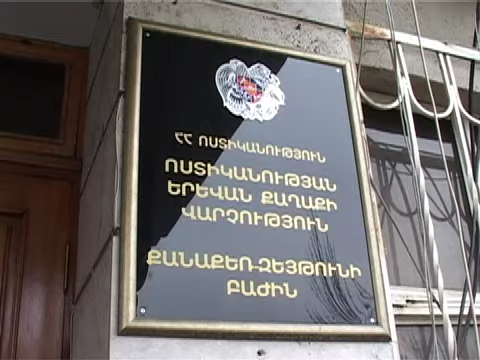 ՀՀ ՈՍՏԻԿԱՆՈՒԹՅՈՒՆ
ՈՍՏԻԿԱՆՈՒԹՅԱՆ
ԵՐԵՎԱՆ ՔԱՂԱՔԻ
ՎԱՐՉՈՒԹՅՈՒՆ
ՔԱՆԱՔԵՌ-ԶԵՅԹՈՒՆԻ
ԲԱԺԻՆ